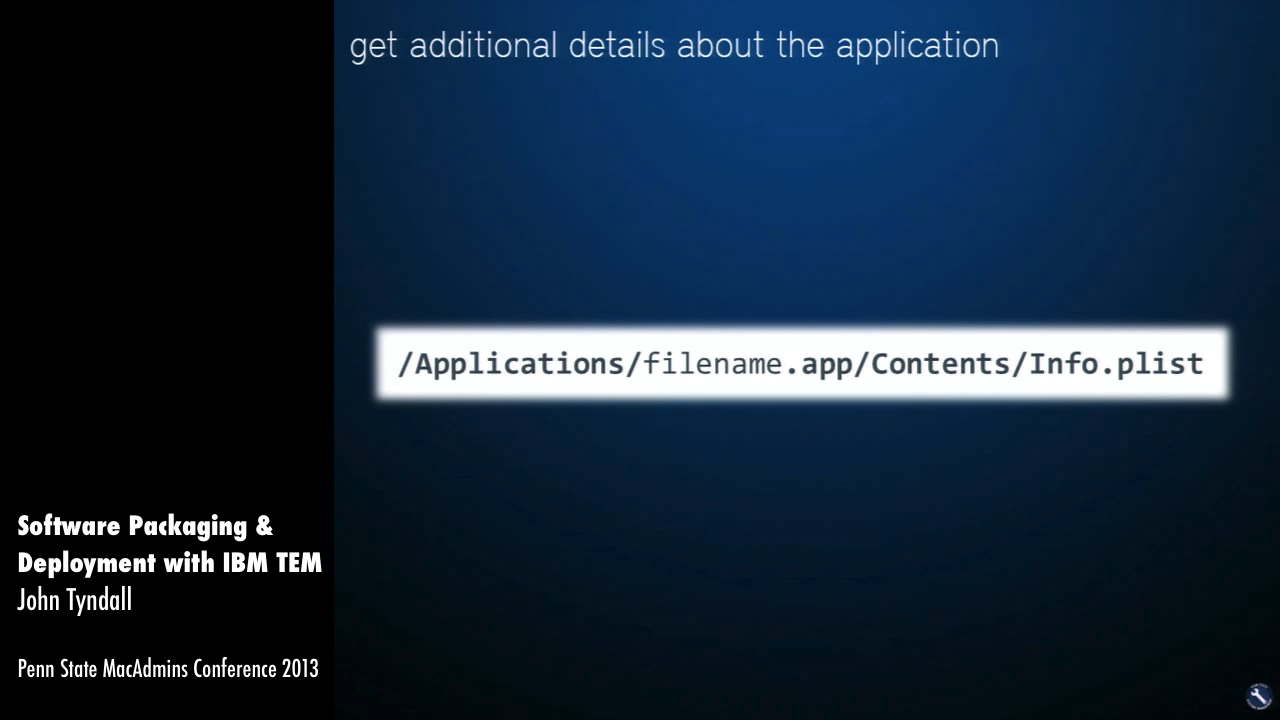 get additional details about the application
/Applications/filename.app/Contents/Info.plist
Software Packaging &
Deployment with IBM TEM
John Tyndall
Penn State MacAdmins Conference 2013